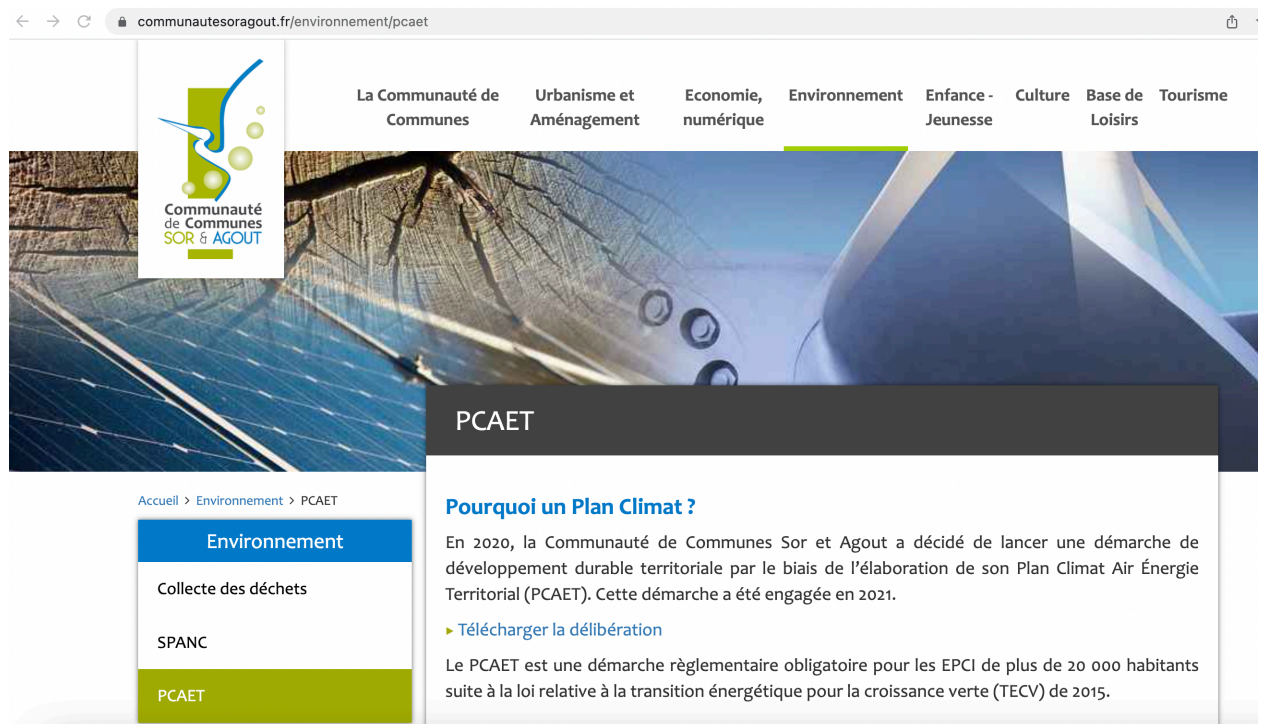 communautesoragout.fr/environnement/pcaet
La Communauté de
Communes
Urbanisme et
Aménagement
Economie,
numérique
Environnement
Enfance -
Jeunesse
Culture
Base de
Loisirs
Tourisme
Communauté
de Communes
SOR & AGOUT
PCAET
Accueil > Environnement > PCAET
Environnement
Collecte des déchets
SPANC
PCAET
Pourquoi un Plan Climat ?
En 2020, la Communauté de Communes Sor et Agout a décidé de lancer une démarche de
développement durable territoriale par le biais de l'élaboration de son Plan Climat Air Énergie
Territorial (PCAET). Cette démarche a été engagée en 2021.
Télécharger la délibération
Le PCAET est une démarche règlementaire obligatoire pour les EPCI de plus de 20 000 habitants
suite à la loi relative à la transition énergétique pour la croissance verte (TECV) de 2015.